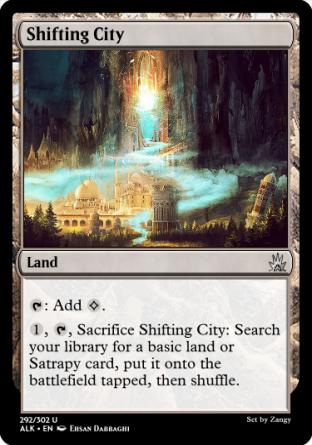 Shifting City
Land
: Add .
1, , Sacrifice Shifting City: Search
your library for a basic land or
Satrapy card, put it onto the
battlefield tapped, then shuffle.
292/302 U
ALK • EN Ehsan Dabbaghi
Set by Zangy